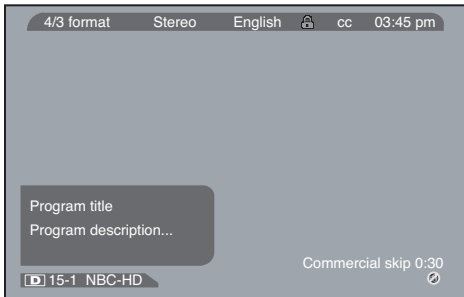 4/3 format Stereo English cc 03:45 pm
Program title
Program description...
Commercial skip 0:30
D 15-1 NBC-HD